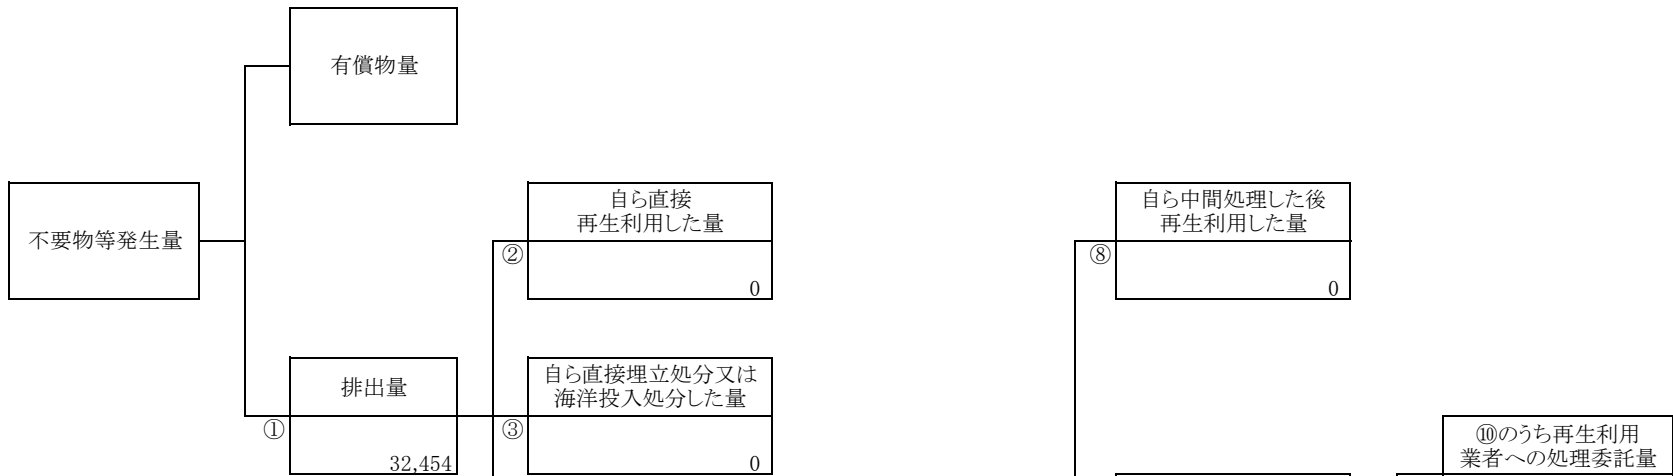 有償物量
不要物等発生量
自ら直接
再生利用した量
②
0
自ら中間処理した後
再生利用した量
⑧
0
排出量
①
32,454
自ら直接埋立処分又は
海洋投入処分した量
③
0
⑩のうち再生利用
業者への処理委託量